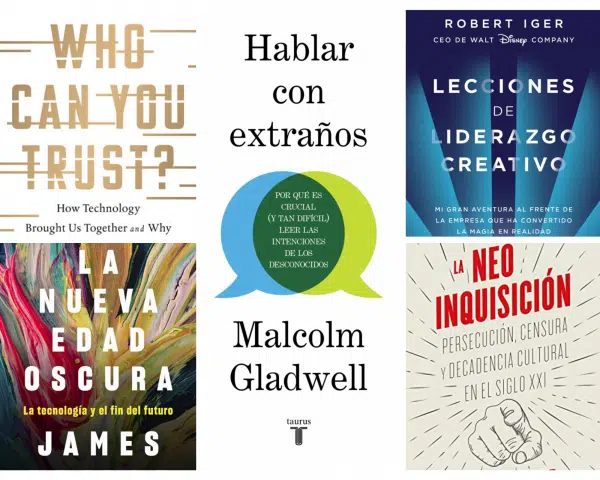 WHO
CAN YOU
TRUST?
How Technology
Brought Us Together and Why
LA
NUEVA
EDAD
OSCURA
La tecnología y el fin del futuro
JAMES
Hablar
con
extraños
POR QUÉ ES
CRUCIAL
(Y TAN DIFÍCIL)
LEER LAS
INTENCIONES
DE LOS
DESCONOCIDOS
Malcolm
Gladwell
taurus
T
ROBERT IGER
CEO DE WALT Disney COMPANY
LECCIONES
DE
LIDERAZGO
CREATIVO
MI GRAN AVENTURA AL FRENTE DE
LA EMPRESA QUE HA CONVERTIDO
LA MAGIA EN REALIDAD
LA NEO
INQUISICIÓN
PERSECUCIÓN, CENSURA
Y DECADENCIA CULTURAL
EN EL SIGLO XXI